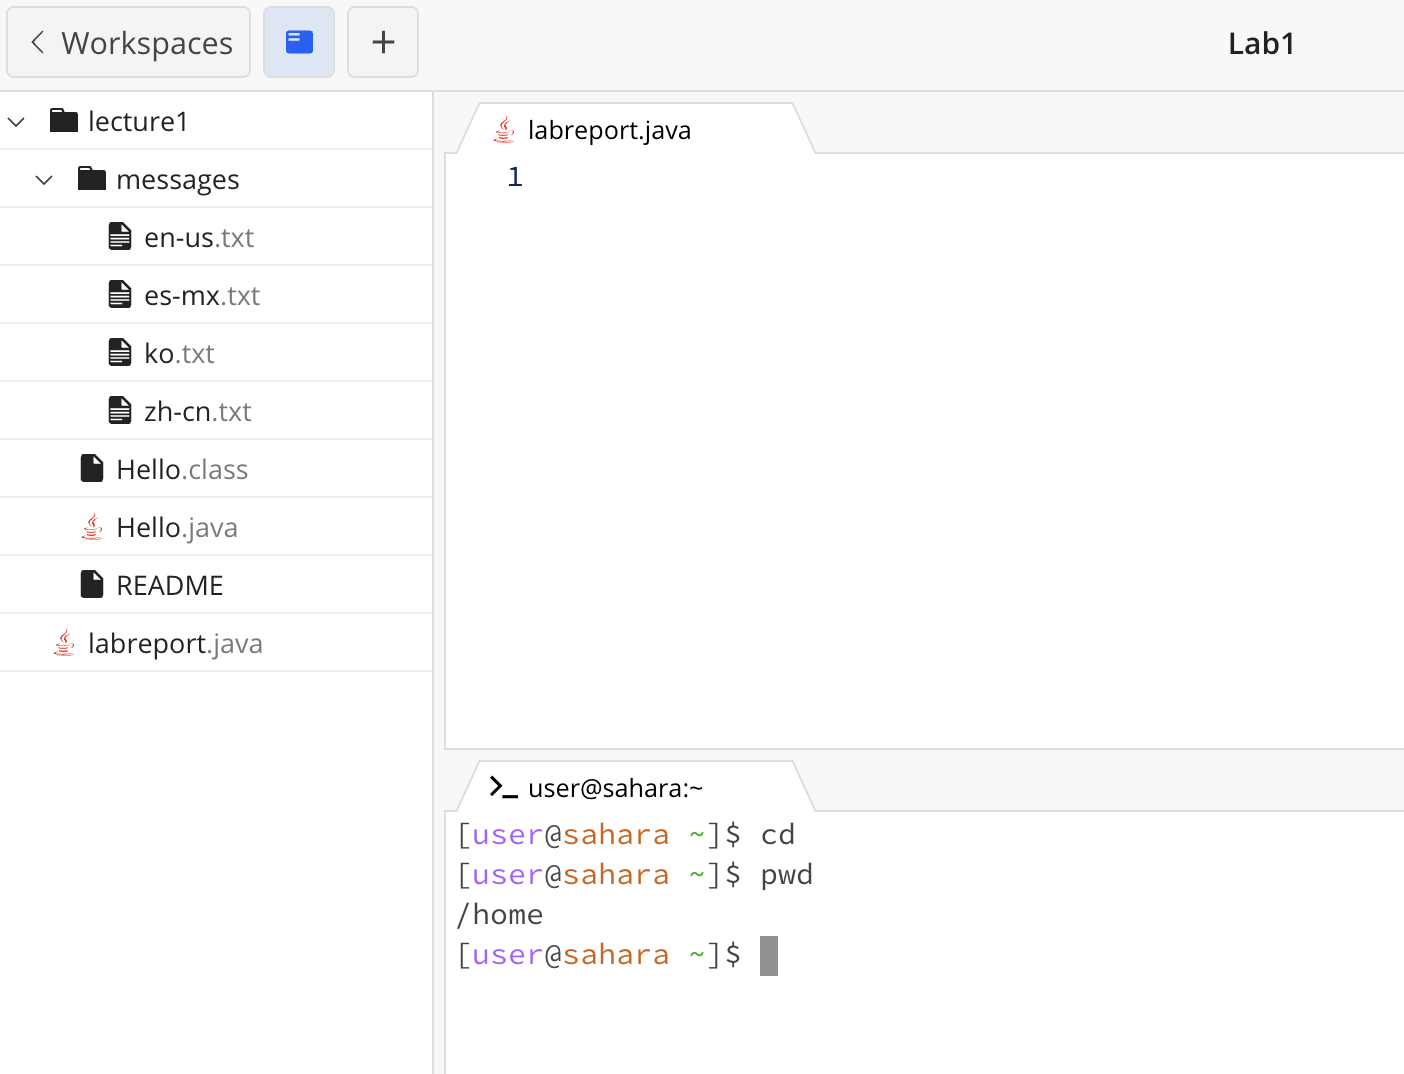 Workspaces
Lab1
lecture1
messages
en-us.txt
es-mx.txt
ko.txt
zh-cn.txt
Hello.class
Hello.java
README
labreport.java
labreport.java
1
user@sahara:~
[user@sahara ~]$ cd
[user@sahara ~]$ pwd
/home
[user@sahara ~]$